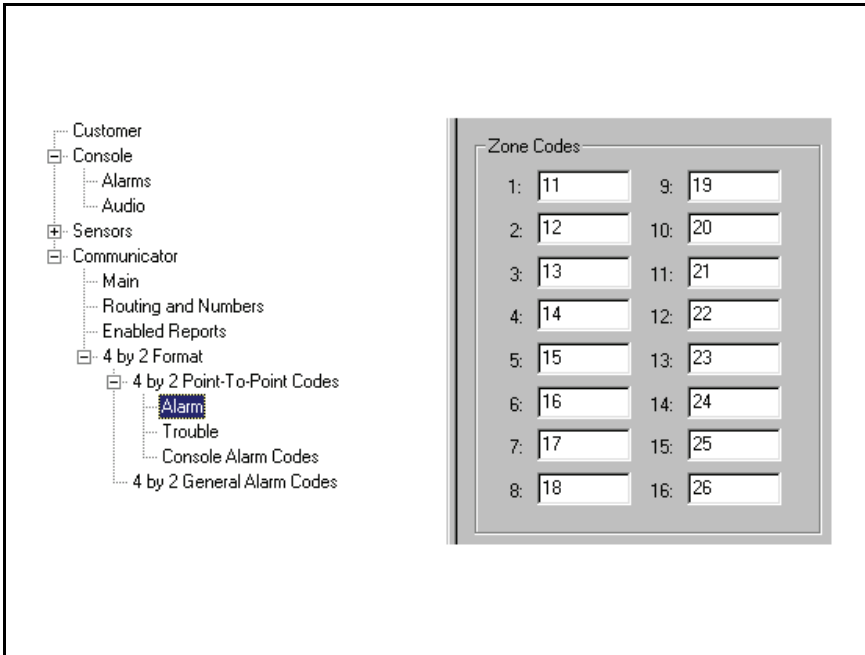 Customer
Console
Alarms
Audio
Sensors
Communicator
Main
Routing and Numbers
Enabled Reports
4 by 2 Format
4 by 2 Point-To-Point Codes
Alarm
Trouble
Console Alarm Codes
4 by 2 General Alarm Codes
Zone Codes
1: 11 9: 19
2: 12 10: 20
3: 13 11: 21
4: 14 12: 22
5: 15 13: 23
6: 16 14: 24
7: 17 15: 25
8: 18 16: 26